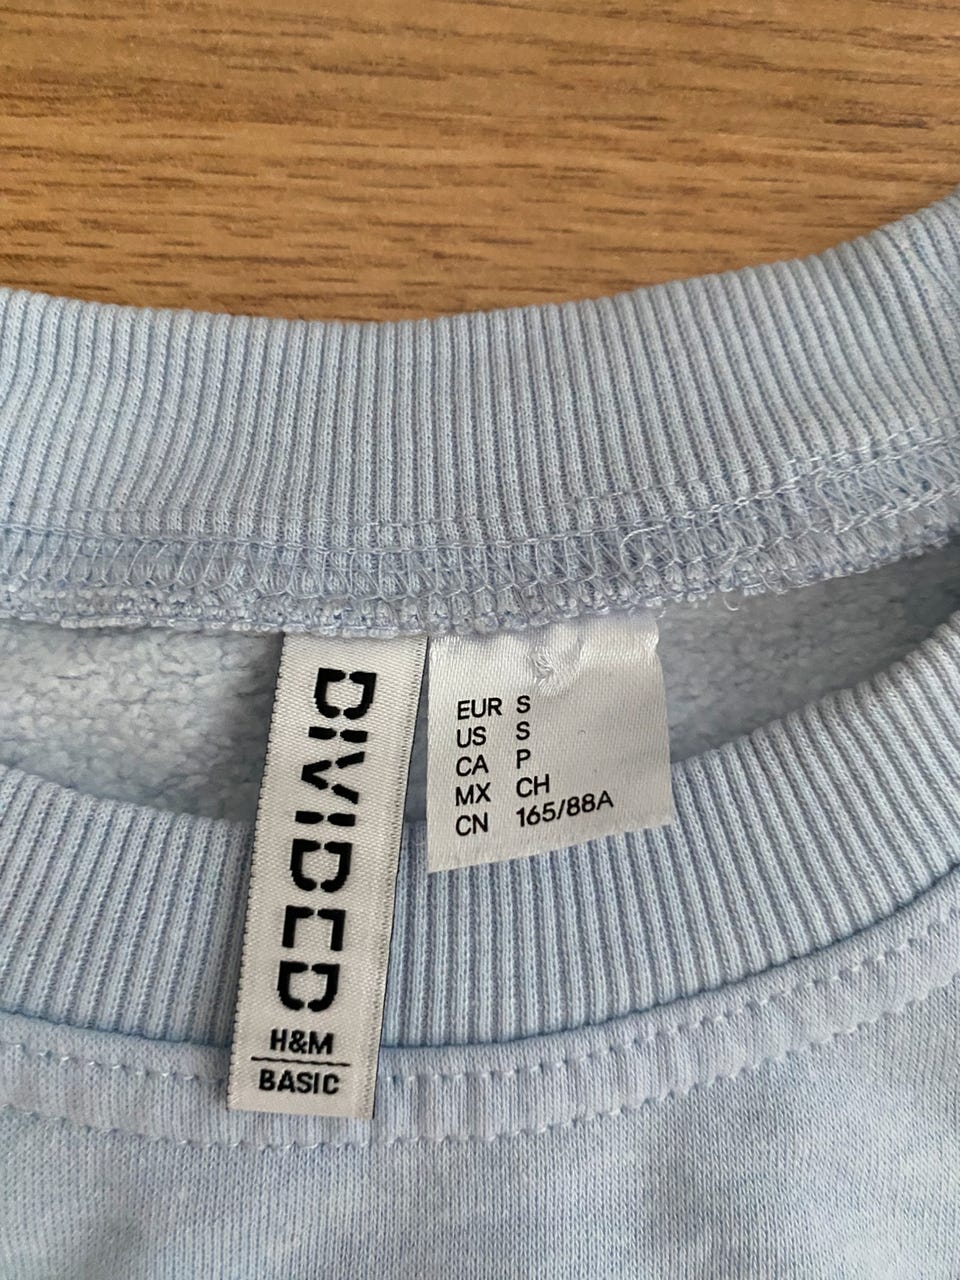 DIVIDED
H&M
BASIC
S
EUR S
US S
CA P
MX CH
CN 165/88A